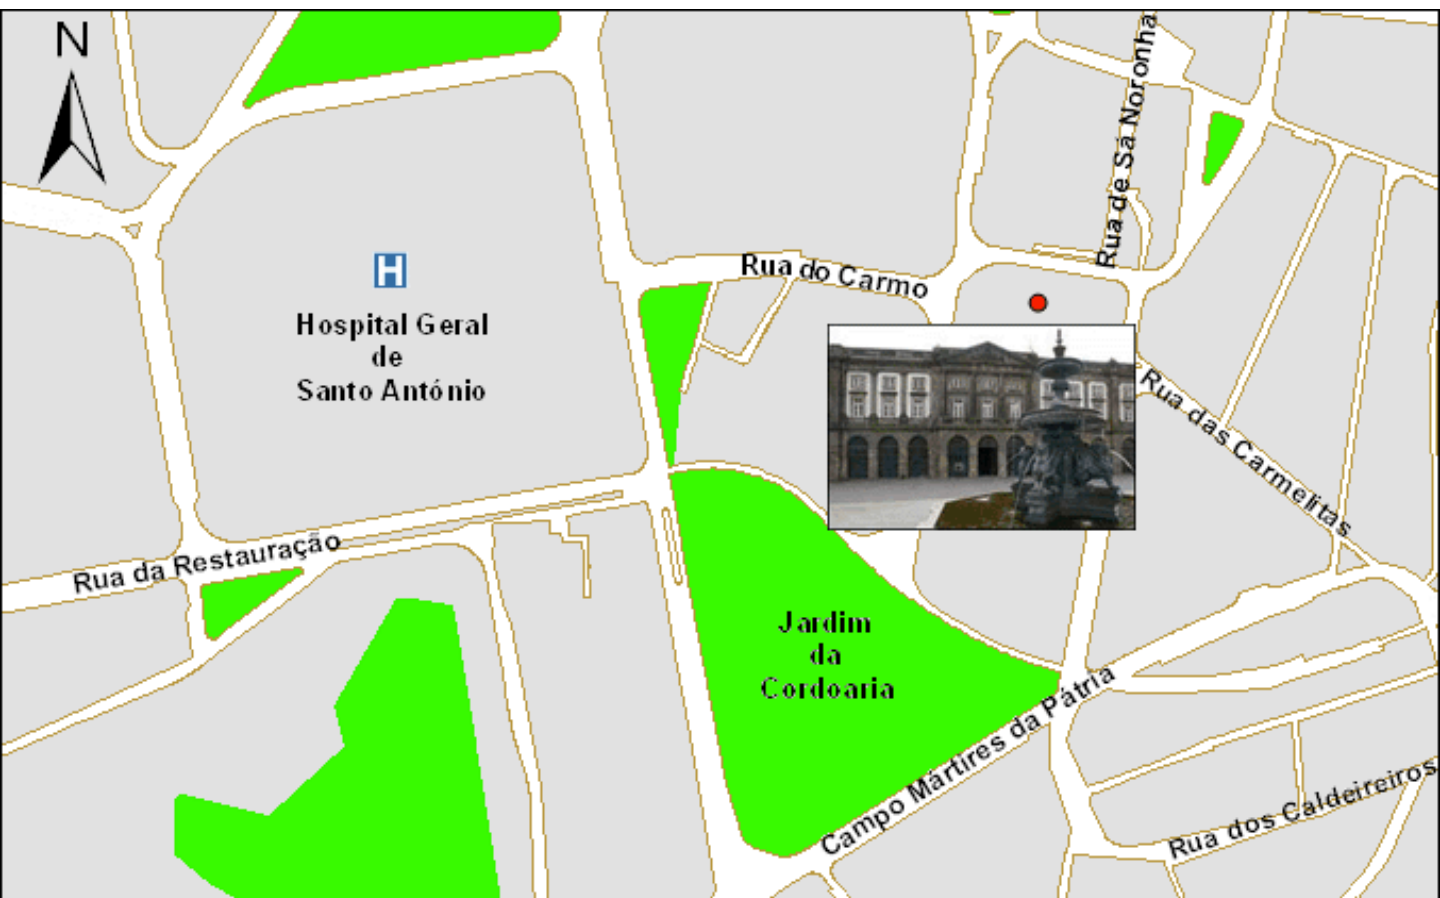 N
Rua de Sá Noronha
H
Rua do Carmo
Hospital Geral
de
Santo António
Rua das Carmelitas
Rua da Restauração
Jardim
da
Cordoaria
Campo Mártires da Pátria
Rua dos Caldeireiros